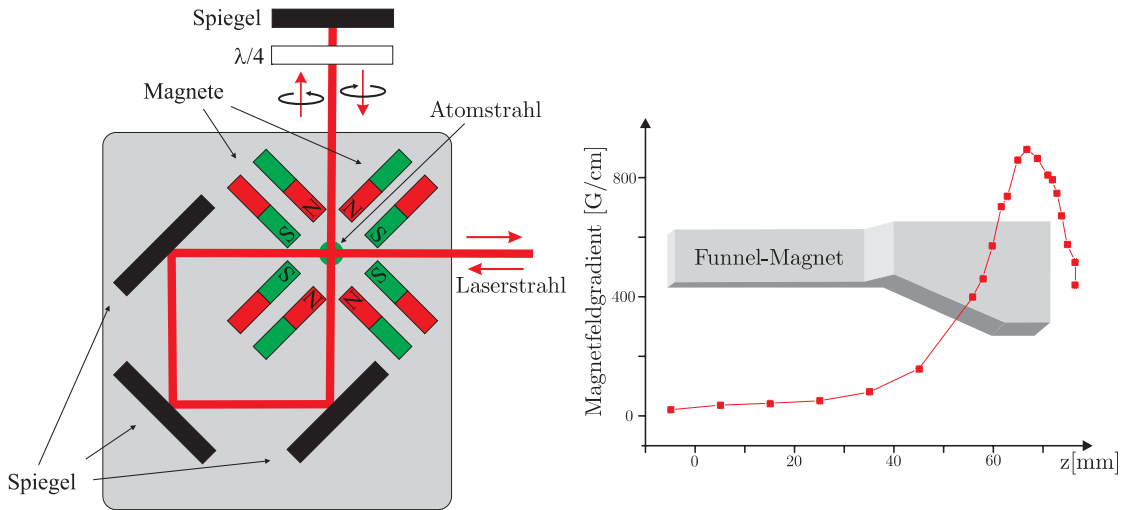 Spiegel
λ/4
Magnete
Atomstrahl
N
N
S
S
S
S
N
N
Laserstrahl
Spiegel
Magnetfeldgradient [G/cm]
800
400
0
Funnel-Magnet
0
20
40
60
z[mm]